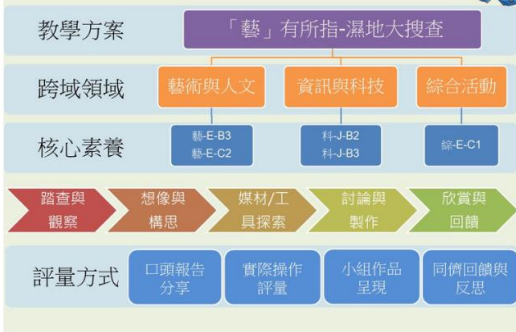 教學方案
「藝」有所指-濕地大搜查
跨域領域
藝術與人文
資訊與科技
綜合活動
核心素養
藝-E-B3
藝-E-C2
科-J-B2
科-J-B3
綜-E-C1
踏查與
觀察
想像與
構思
媒材/工
具探索
討論與
製作
欣賞與
回饋
評量方式
口頭報告
分享
實際操作
評量
小組作品
呈現
同儕回饋與
反思